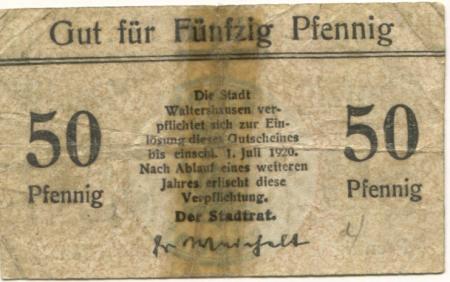 Gut für Fünfzig Pfennig
Die Stadt
Waltershausen ver-
pflichtet sich zur Ein-
lösung dieses Gutscheines
bis einschl. 1. Juli 1920.
Nach Ablauf eines weiteren
Jahres erlischt diese
Verpflichtung.
Der Stadtrat.
50
Pfennig
50
Pfennig